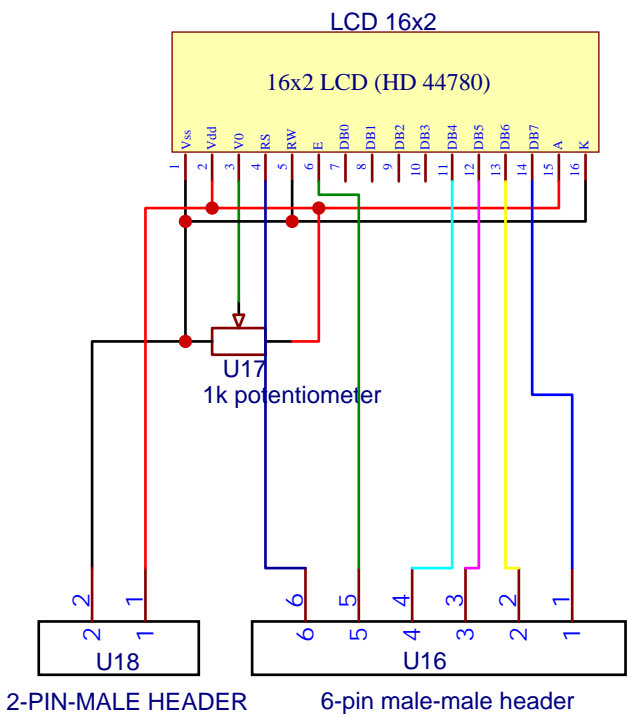 LCD 16x2
16x2 LCD (HD 44780)
Vss Vdd V0 RS RW E DB0 DB1 DB2 DB3 DB4 DB5 DB6 DB7 A K
1 2 3 4 5 6 7 8 9 10 11 12 13 14 15 16
U17
1k potentiometer
2 1 6 5 4 3 2 1
2 1 6 5 4 3 2 1
U18 U16
2-PIN-MALE HEADER 6-pin male-male header